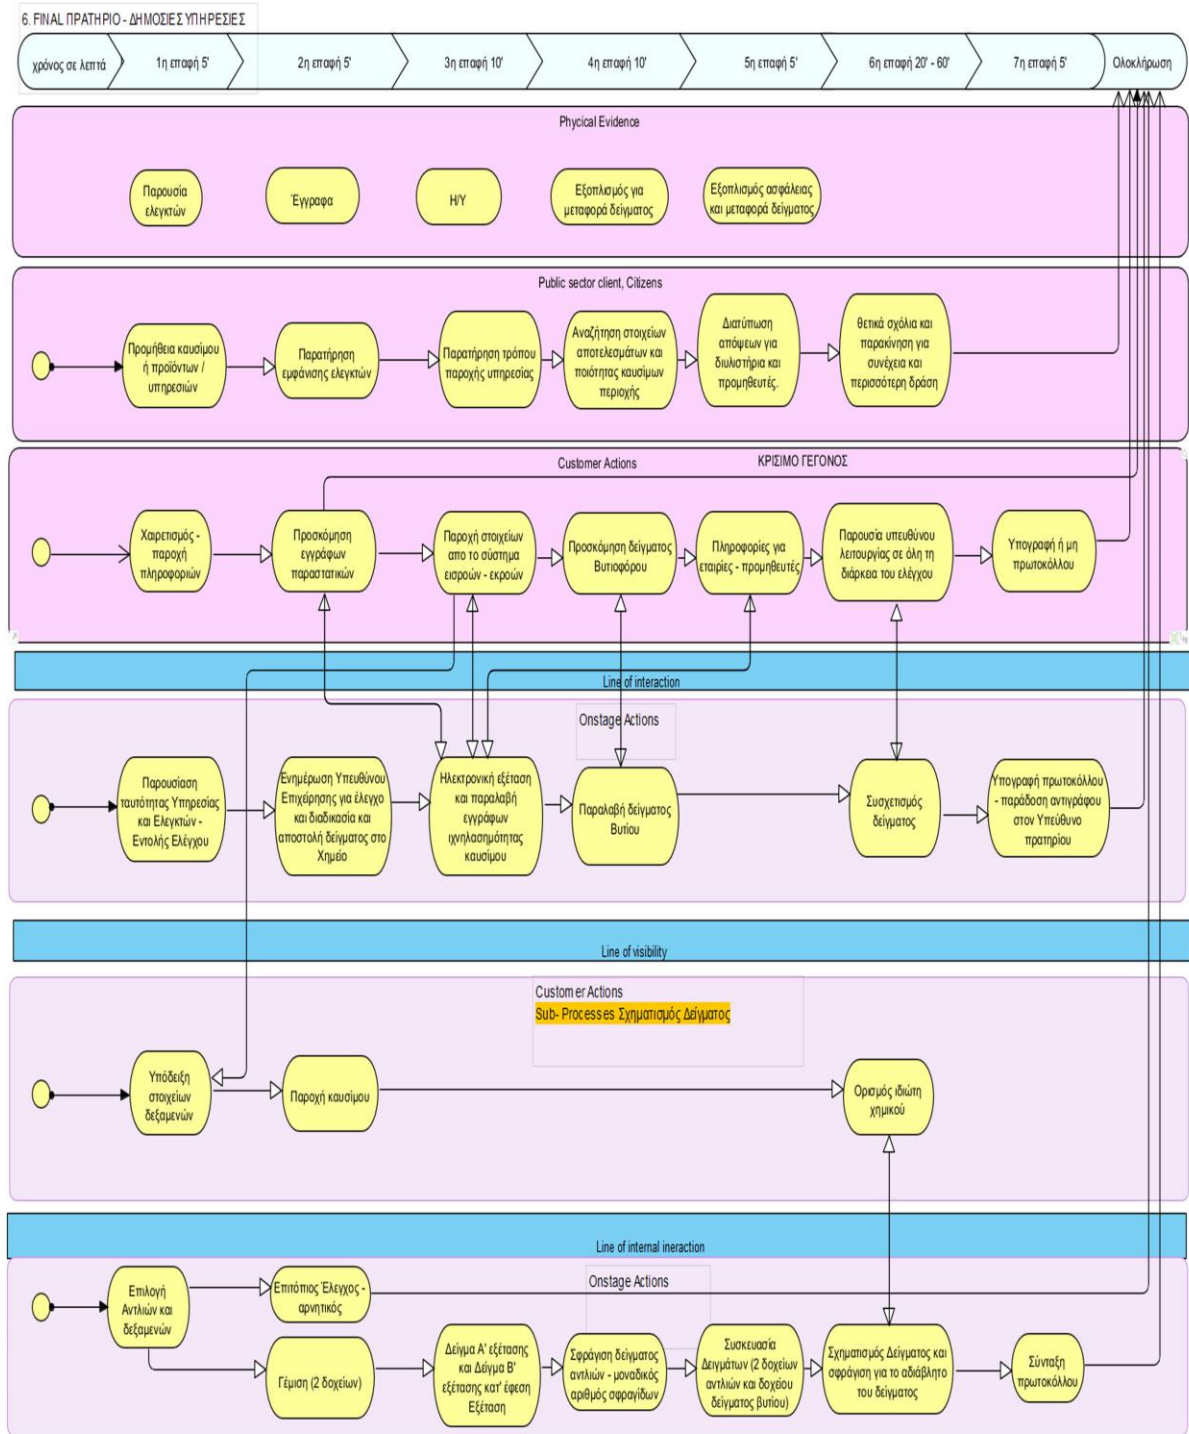 6. FINAL ΠΡΑΤΗΡΙΟ - ΔΗΜΟΣΙΕΣ ΥΠΗΡΕΣΙΕΣ
χρόνος σε λεπτά
1η επαφή 5'
2η επαφή 5'
3η επαφή 10'
4η επαφή 10'
5η επαφή 5'
6η επαφή 20' - 60'
7η επαφή 5'
Ολοκλήρωση
Phycical Evidence
Παρουσία
ελεγκτών
Έγγραφα
Η/Υ
Εξοπλισμός για
μεταφορά δείγματος
Εξοπλισμός ασφάλειας
και μεταφορά δείγματος
Public sector client, Citizens
Προμήθεια καυσίμου
ή προϊόντων /
υπηρεσιών
Παρατήρηση
εμφάνισης ελεγκτών
Παρατήρηση τρόπου
παροχής υπηρεσίας
Αναζήτηση στοιχείων
αποτελεσμάτων και
ποιότητας καυσίμων
περιοχής
Διατύπωση
απόψεων για
διυλιστήρια και
προμηθευτές.
θετικά σχόλια και
παρακίνηση για
συνέχεια και
περισσότερη δράση
Customer Actions
ΚΡΙΣΙΜΟ ΓΕΓΟΝΟΣ
Χαιρετισμός -
παροχή
πληροφοριών
Προσκόμηση
εγγράφων
παραστατικών
Παροχή στοιχείων
απο το σύστημα
εισροών - εκροών
Προσκόμηση δείγματος
Βυτιοφόρου
Πληροφορίες για
εταιρίες - προμηθευτές
Παρουσία υπευθύνου
λειτουργίας σε όλη τη
διάρκεια του ελέγχου
Υπογραφή ή μη
πρωτοκόλλου
Line of interaction
Onstage Actions
Παρουσίαση
ταυτότητας Υπηρεσίας
και Ελεγκτών -
Εντολής Ελέγχου
Ενημέρωση Υπευθύνου
Επιχείρησης για έλεγχο
και διαδικασία και
αποστολή δείγματος στο
Χημείο
Ηλεκτρονική εξέταση
και παραλαβή
εγγράφων
ιχνηλασημότητας
καυσίμου
Παραλαβή δείγματος
Βυτίου
Συσχετισμός
δείγματος
Υπογραφή πρωτοκόλλου
- παράδοση αντιγράφου
στον Υπεύθυνο
πρατηρίου
Line of visibility
Customer Actions
Sub- Processes Σχηματισμός Δείγματος
Υπόδειξη
στοιχείων
δεξαμενών
Παροχή καυσίμου
Ορισμός ιδιώτη
χημικού
Line of internal ineraction
Onstage Actions
Επιλογή
Αντλιών και
δεξαμενών
Επιτόπιος Έλεγχος -
αρνητικός
Γέμιση (2 δοχείων)
Δείγμα Α' εξέτασης
και Δείγμα Β'
εξέτασης κατ' έφεση
Εξέταση
Σφράγιση δείγματος
αντλιών - μοναδικός
αριθμός σφραγίδων
Συσκευασία
Δειγμάτων (2 δοχείων
αντλιών και δοχείου
δείγματος βυτίου)
Σχηματισμός Δείγματος και
σφράγιση για το αδιάβλητο
του δείγματος
Σύνταξη
πρωτοκόλλου